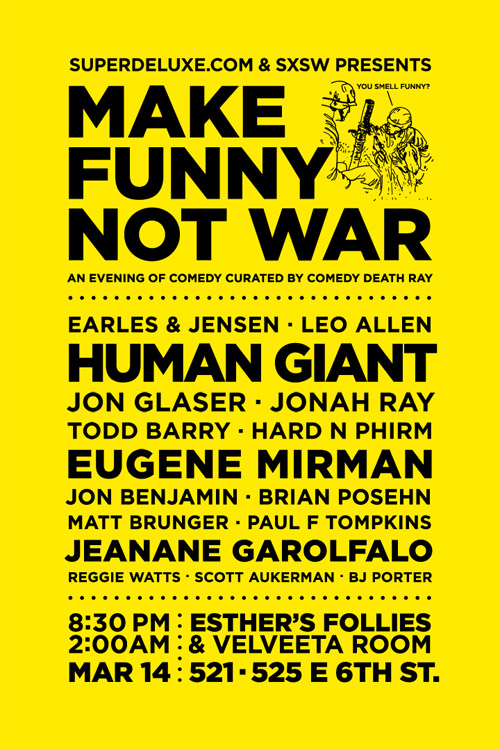 SUPERDELUXE.COM & SXSW PRESENTS
MAKE
YOU SMELL FUNNY?
FUNNY
NOT WAR
AN EVENING OF COMEDY CURATED BY COMEDY DEATH RAY
EARLES & JENSEN · LEO ALLEN
HUMAN GIANT
JON GLASER · JONAH RAY
TODD BARRY · HARD N PHIRM
EUGENE MIRMAN
JON BENJAMIN · BRIAN POSEHN
MATT BRUNGER · PAUL F TOMPKINS
JEANANE GAROLFALO
REGGIE WATTS · SCOTT AUKERMAN · BJ PORTER
8:30 PM ESTHER'S FOLLIES
2:00AM & VELVEETA ROOM
MAR 14 521 · 525 E 6TH ST.